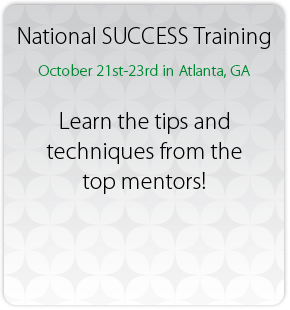 National SUCCESS Training
October 21st-23rd in Atlanta, GA
Learn the tips and
techniques from the
top mentors!